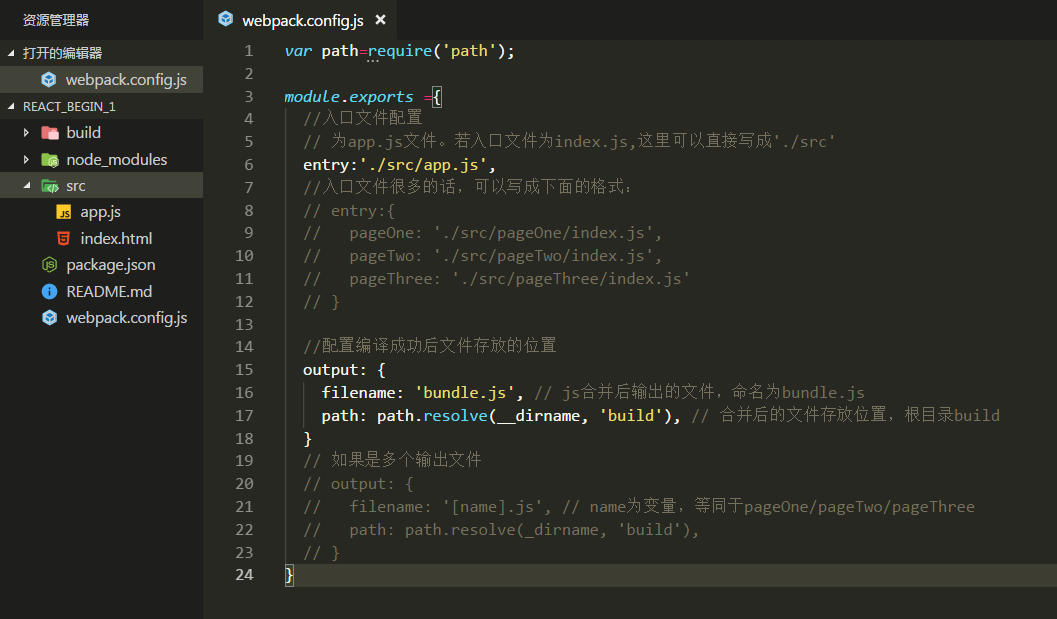 资源管理器
打开的编辑器
webpack.config.js
REACT_BEGIN_1
build
node_modules
src
app.js
index.html
package.json
README.md
webpack.config.js
webpack.config.js ×
1 var path=require('path');
2
3 module.exports ={
4 //入口文件配置
5 // 为app.js文件。若入口文件为index.js,这里可以直接写成'./src'
6 entry:'./src/app.js',
7 //入口文件很多的话，可以写成下面的格式：
8 // entry:{
9 //   pageOne: './src/pageOne/index.js',
10 //   pageTwo: './src/pageTwo/index.js',
11 //   pageThree: './src/pageThree/index.js'
12 // }
13
14 //配置编译成功后文件存放的位置
15 output: {
16 filename: 'bundle.js', // js合并后输出的文件，命名为bundle.js
17 path: path.resolve(__dirname, 'build'), // 合并后的文件存放位置，根目录build
18 }
19 // 如果是多个输出文件
20 // output: {
21 //   filename: '[name].js', // name为变量，等同于pageOne/pageTwo/pageThree
22 //   path: path.resolve(_dirname, 'build'),
23 // }
24 }